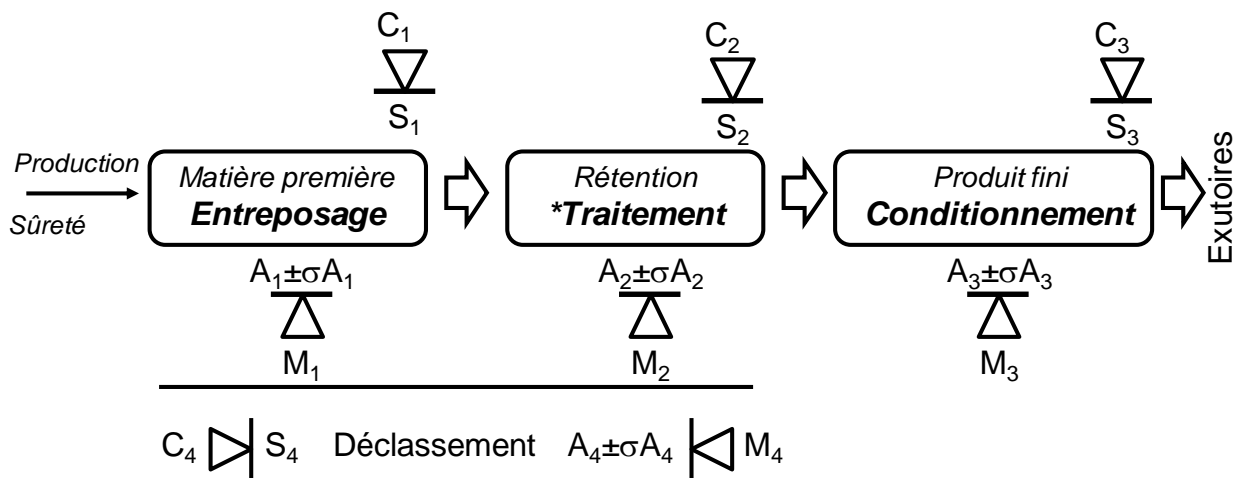 C₁
C₂
C₃
S₁
S₂
S₃
Production
Sûreté
Matière première
Entreposage
Rétention
*Traitement
Produit fini
Conditionnement
Exutoires
A₁±σA₁
A₂±σA₂
A₃±σA₃
M₁
M₂
M₃
C₄ S₄ Déclassement A₄±σA₄ M₄